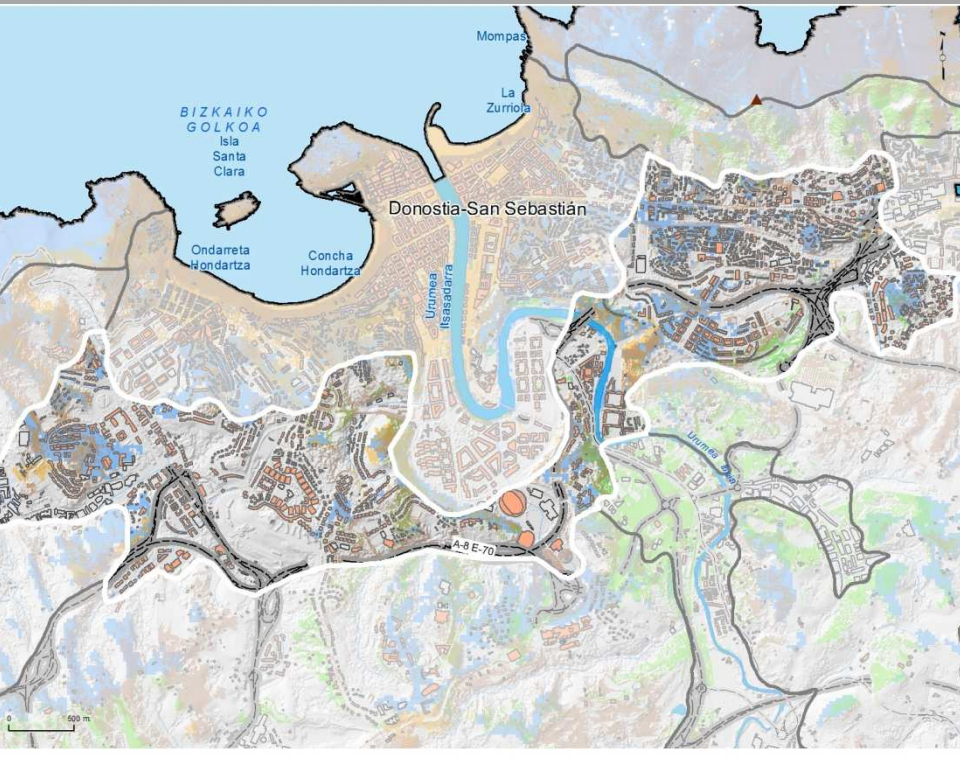 Mompas
La
Zurriola
BIZKAIKO
GOLKOA
Isla
Santa
Clara
Donostia-San Sebastián
Ondarreta
Hondartza
Concha
Hondartza
Urumea
Itsasadarra
Urumea Ibaia
A-8 E-70
0 500 m